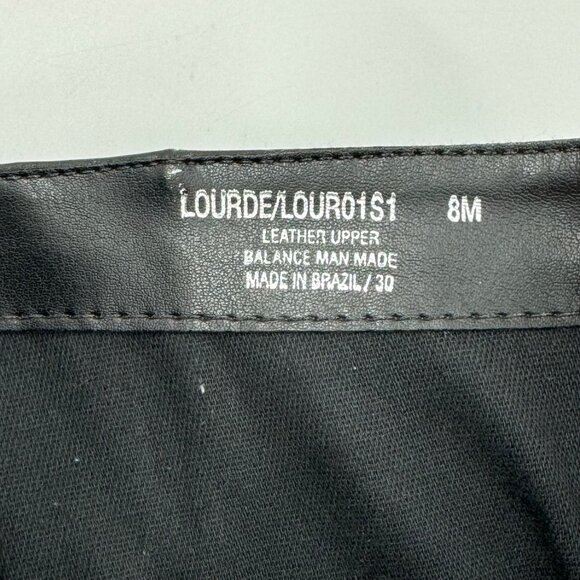 LOURDE/LOUR01S1 8M
LEATHER UPPER
BALANCE MAN MADE
MADE IN BRAZIL/30